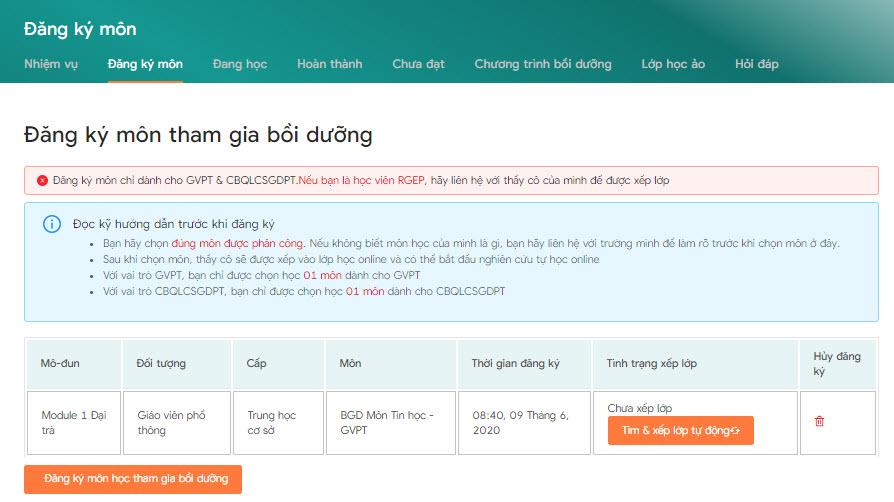 Đăng ký môn
Nhiệm vụ Đăng ký môn Đang học Hoàn thành Chưa đạt Chương trình bồi dưỡng Lớp học ảo Hỏi đáp
Đăng ký môn tham gia bồi dưỡng
Đăng ký môn chỉ dành cho GVPT & CBQLCSGDPT.Nếu bạn là học viên RGEP, hãy liên hệ với thầy cô của mình để được xếp lớp
Đọc kỹ hướng dẫn trước khi đăng ký
Bạn hãy chọn đúng môn được phân công. Nếu không biết môn học của mình là gì, bạn hãy liên hệ với trường mình để làm rõ trước khi chọn môn ở đây.
Sau khi chọn môn, thầy cô sẽ được xếp vào lớp học online và có thể bắt đầu nghiên cứu tự học online
Với vai trò GVPT, bạn chỉ được chọn học 01 môn dành cho GVPT
Với vai trò CBQLCSGDPT, bạn chỉ được chọn học 01 môn dành cho CBQLCSGDPT
Mô-đun Đối tượng Cấp Môn Thời gian đăng ký Tình trạng xếp lớp Hủy đăng
ký
Module 1 Đại
trà
Giáo viên phổ
thông
Trung học
cơ sở
BGD Môn Tin học -
GVPT
08:40, 09 Tháng 6,
2020
Chưa xếp lớp
Tìm & xếp lớp tự động
Đăng ký môn học tham gia bồi dưỡng